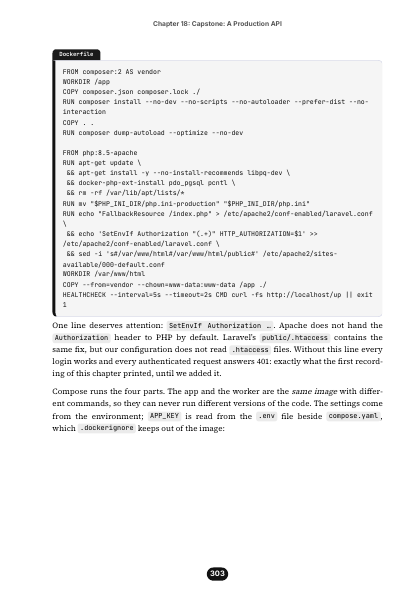 Chapter 18: Capstone: A Production API
Dockerfile
FROM composer:2 AS vendor
WORKDIR /app
COPY composer.json composer.lock ./
RUN composer install --no-dev --no-scripts --no-autoloader --prefer-dist --no-
interaction
COPY . .
RUN composer dump-autoload --optimize --no-dev
FROM php:8.5-apache
RUN apt-get update \
 && apt-get install -y --no-install-recommends libpq-dev \
 && docker-php-ext-install pdo_pgsql pcntl \
 && rm -rf /var/lib/apt/lists/*
RUN mv "$PHP_INI_DIR/php.ini-production" "$PHP_INI_DIR/php.ini"
RUN echo "FallbackResource /index.php" > /etc/apache2/conf-enabled/laravel.conf
\
 && echo 'SetEnvIf Authorization "(.+)" HTTP_AUTHORIZATION=$1' >>
/etc/apache2/conf-enabled/laravel.conf \
 && sed -i 's#/var/www/html#/var/www/html/public#' /etc/apache2/sites-
available/000-default.conf
WORKDIR /var/www/html
COPY --from=vendor --chown=www-data:www-data /app ./
HEALTHCHECK --interval=5s --timeout=2s CMD curl -fs http://localhost/up || exit
1
One line deserves attention: SetEnvIf Authorization …. Apache does not hand the
Authorization header to PHP by default. Laravel's public/.htaccess contains the
same fix, but our configuration does not read .htaccess files. Without this line every
login works and every authenticated request answers 401: exactly what the first record-
ing of this chapter printed, until we added it.
Compose runs the four parts. The app and the worker are the same image with differ-
ent commands, so they can never run different versions of the code. The settings come
from the environment; APP_KEY is read from the .env file beside compose.yaml,
which .dockerignore keeps out of the image:
303